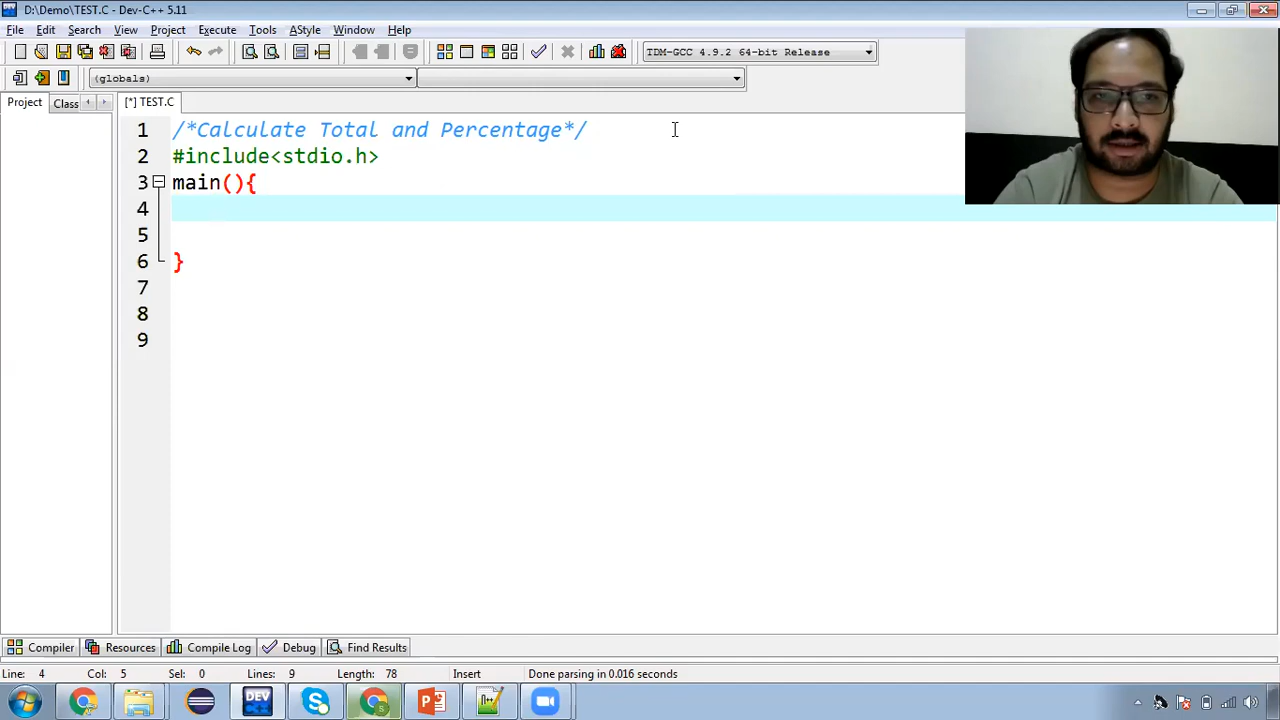 D:\Demo\TEST.C - Dev-C++ 5.11
File Edit Search View Project Execute Tools AStyle Window Help
TDM-GCC 4.9.2 64-bit Release
(globals)
Project Class [*] TEST.C
1 /*Calculate Total and Percentage*/
2 #include<stdio.h>
3 main(){
4
5
6 }
7
8
9
Compiler Resources Compile Log Debug Find Results
Line: 4 Col: 5 Sel: 0 Lines: 9 Length: 78 Insert Done parsing in 0.016 seconds
DEV C++